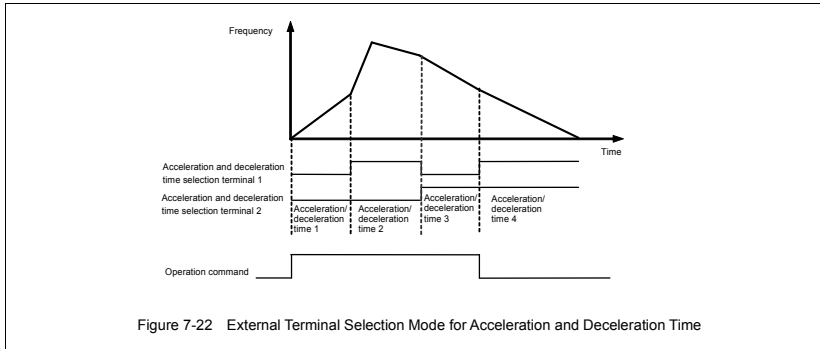 Frequency
Time
Acceleration and deceleration
time selection terminal 1
Acceleration and deceleration
time selection terminal 2
Acceleration/
deceleration
time 1
Acceleration/
deceleration
time 2
Acceleration/
deceleration
time 3
Acceleration/
deceleration
time 4
Operation command
Figure 7-22 External Terminal Selection Mode for Acceleration and Deceleration Time